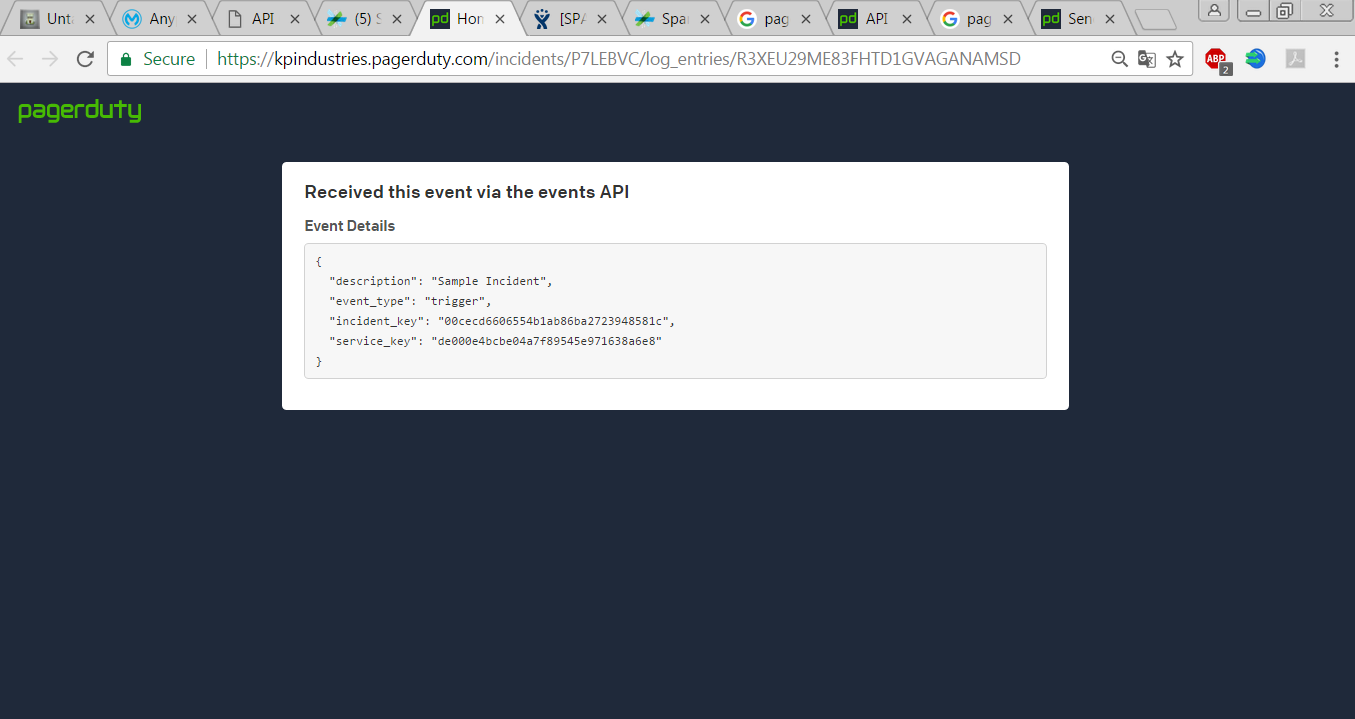 Unt
Any
API
(5) S
Hon
[SPA
Spar
pag
API
pag
Sen
Secure
https://kpindustries.pagerduty.com/incidents/P7LEBVC/log_entries/R3XEU29ME83FHTD1GVAGANAMSD
ABP
2
pagerduty
Received this event via the events API
Event Details
{
"description": "Sample Incident",
"event_type": "trigger",
"incident_key": "00cecd6606554b1ab86ba2723948581c",
"service_key": "de000e4bcbe04a7f89545e971638a6e8"
}